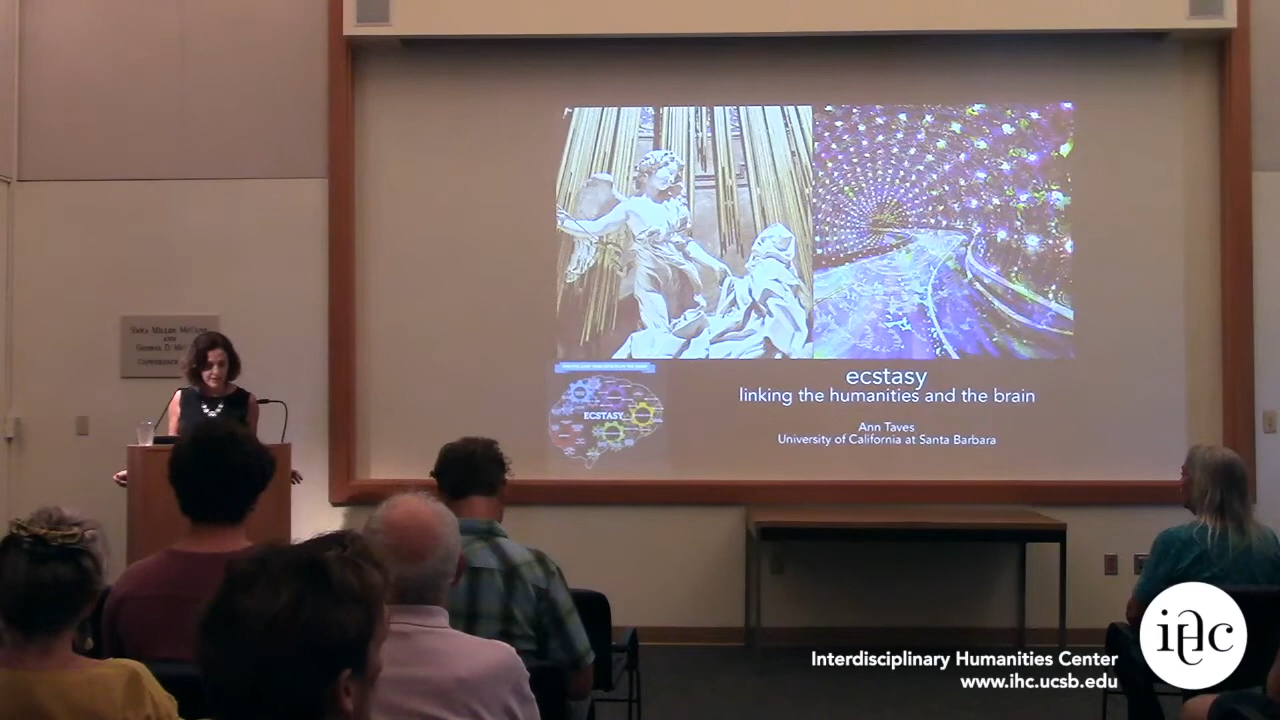 ecstasy
linking the humanities and the brain
Ann Taves
University of California at Santa Barbara
ECSTASY
AND
Interdisciplinary Humanities Center
www.ihc.ucsb.edu
ihc